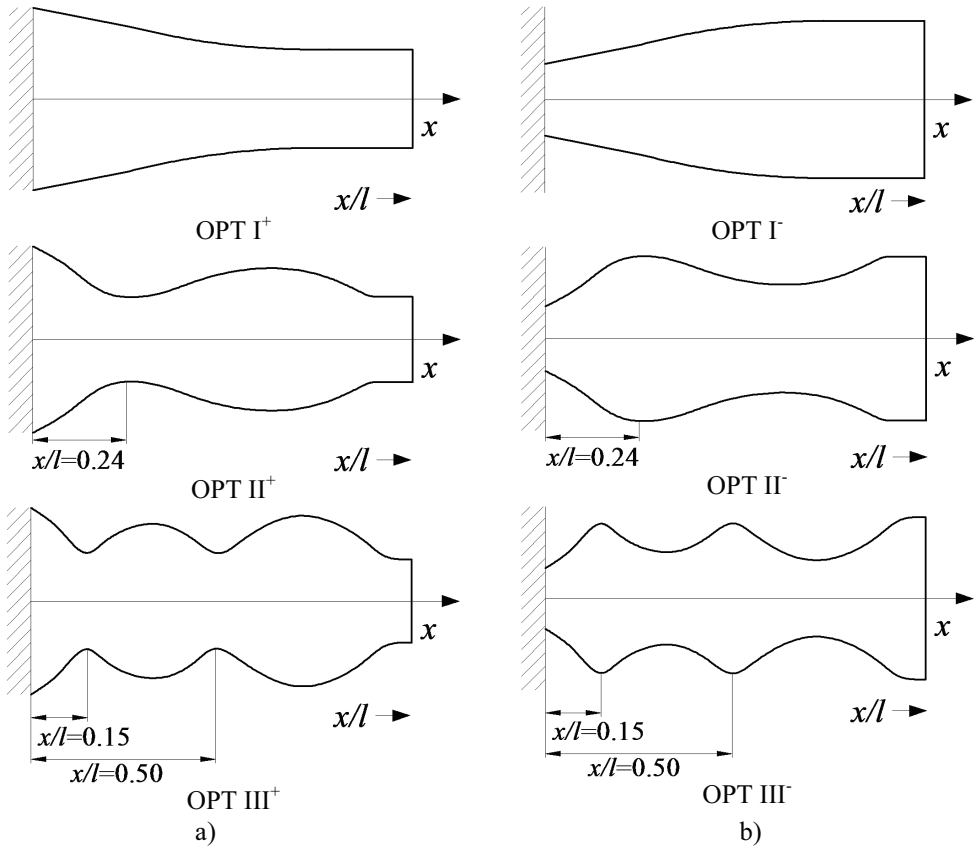 x
x
x/l
x/l
OPT I+
OPT I-
x
x
x/l=0.24
x/l
x/l=0.24
x/l
OPT II+
OPT II-
x
x
x/l
x/l
x/l=0.15
x/l=0.15
x/l=0.50
x/l=0.50
OPT III+
OPT III-
a)
b)